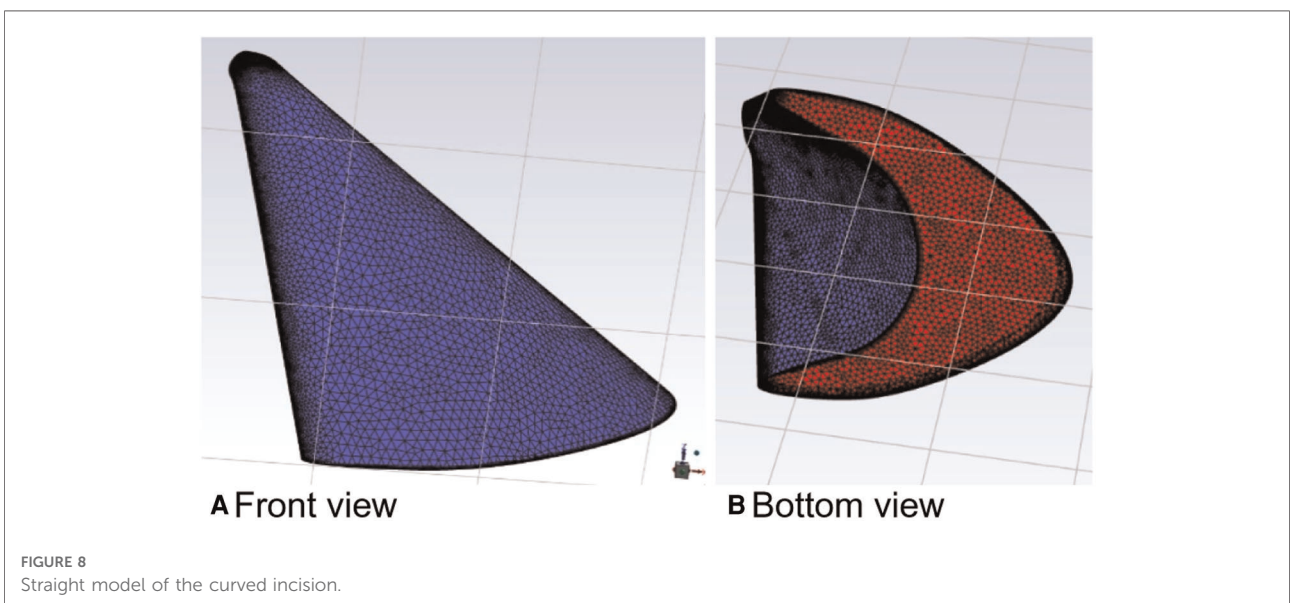 A Front view
B Bottom view
FIGURE 8
Straight model of the curved incision.